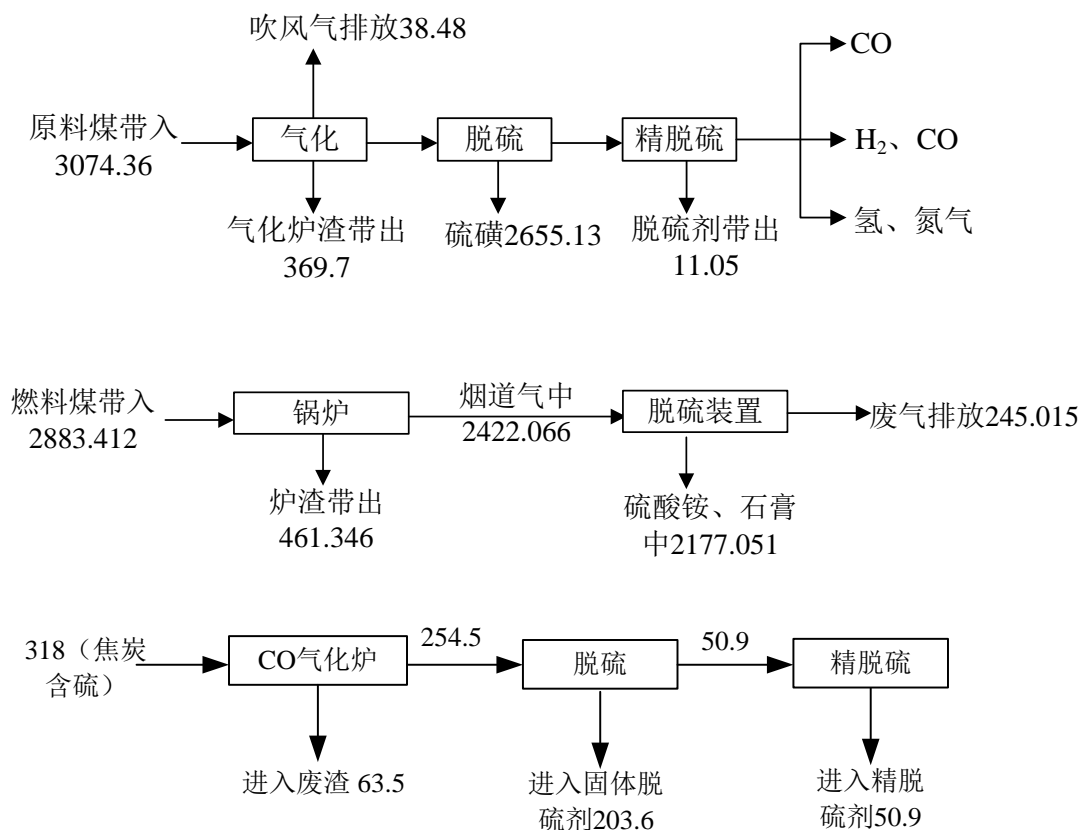 吹风气排放38.48
CO
原料煤带入
3074.36
气化
脱硫
精脱硫
H₂、CO
气化炉渣带出
369.7
硫磺2655.13
脱硫剂带出
11.05
氢、氮气
燃料煤带入
2883.412
锅炉
烟道气中
2422.066
脱硫装置
废气排放245.015
炉渣带出
461.346
硫酸铵、石膏
中2177.051
318（焦炭
含硫）
CO气化炉
254.5
脱硫
50.9
精脱硫
进入废渣 63.5
进入固体脱
硫剂203.6
进入精脱
硫剂50.9